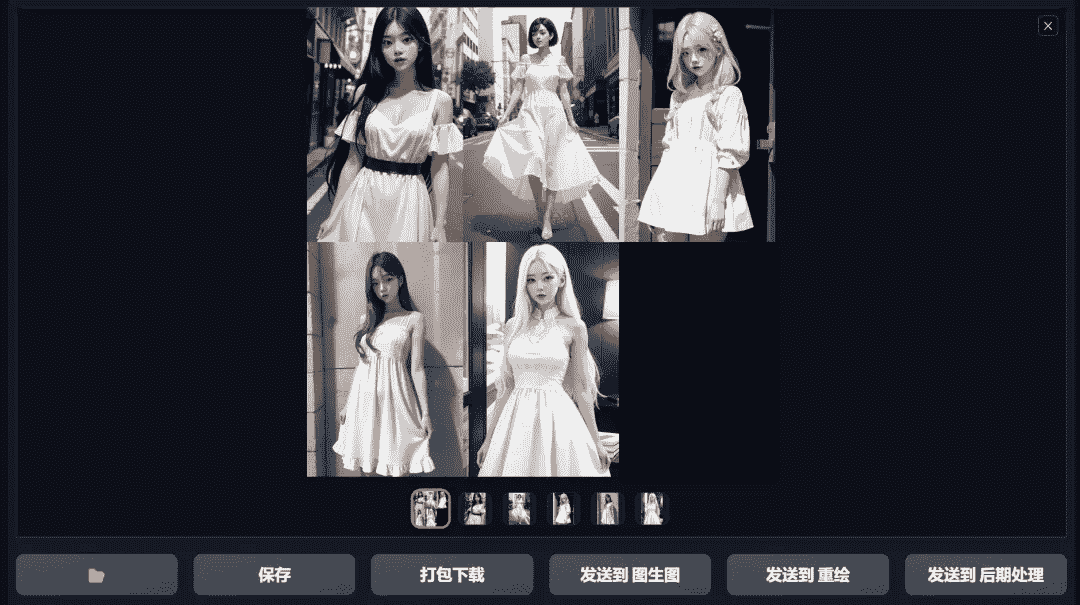 保存
打包下载
发送到 图生图
发送到 重绘
发送到 后期处理